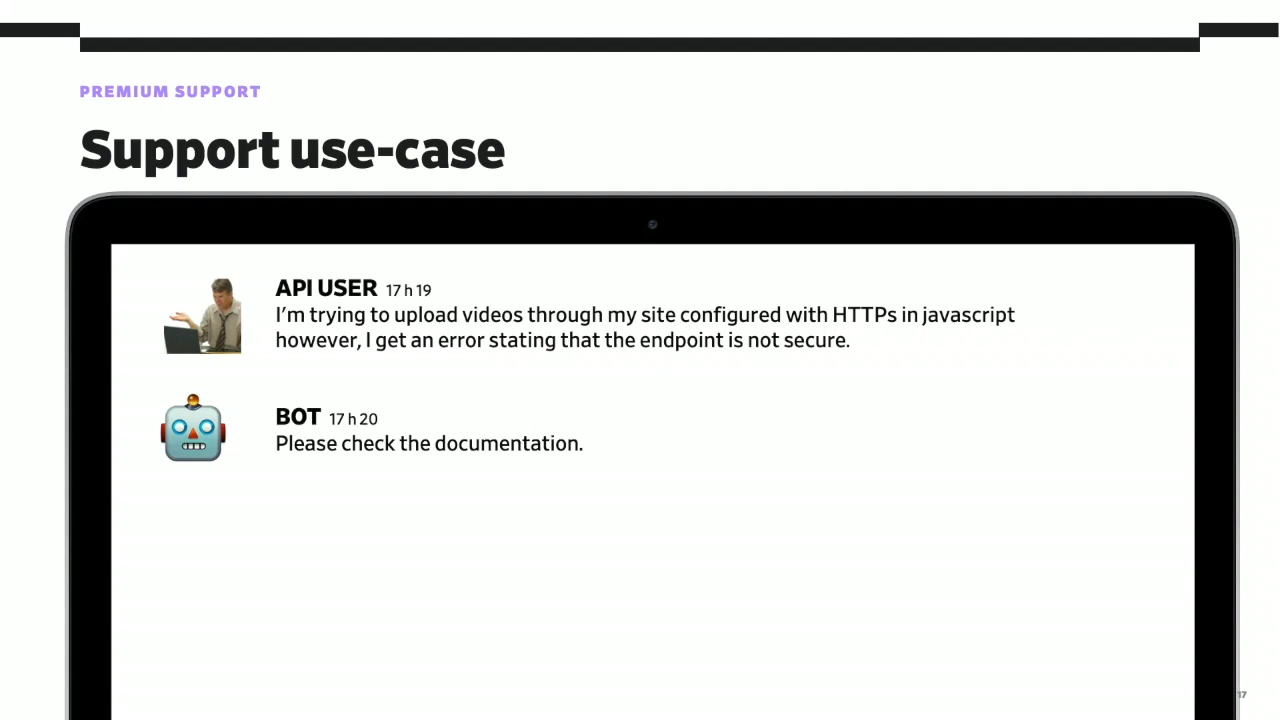 PREMIUM SUPPORT
Support use-case
API USER 17 h 19
I'm trying to upload videos through my site configured with HTTPs in javascript
however, I get an error stating that the endpoint is not secure.
BOT 17 h 20
Please check the documentation.
17